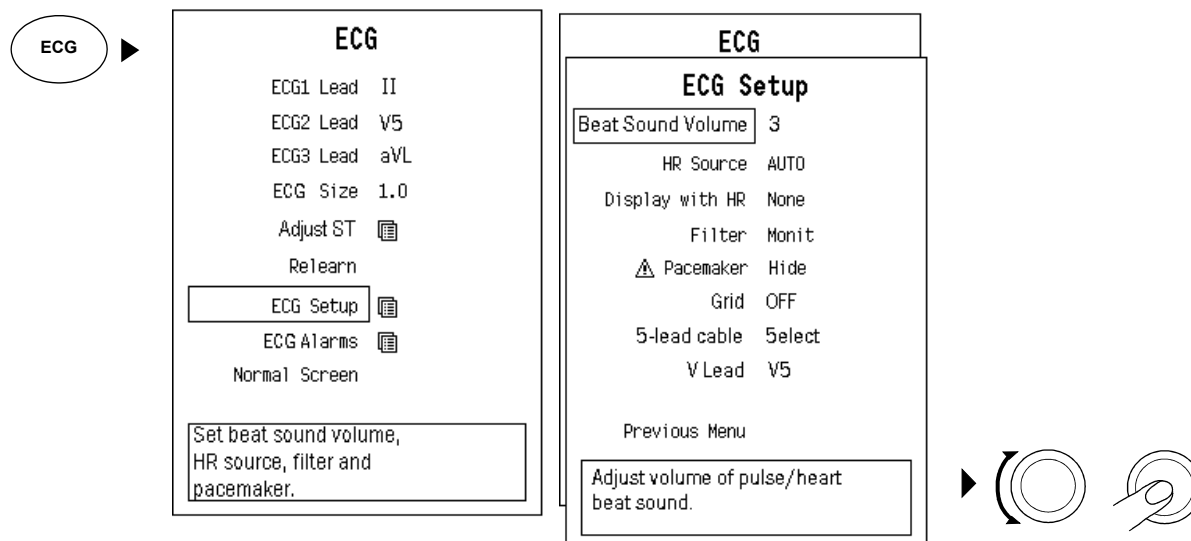 ECG
ECG
ECG1 Lead II
ECG2 Lead V5
ECG3 Lead aVL
ECG Size 1.0
Adjust ST
Relearn
ECG Setup
ECG Alarms
Normal Screen
Set beat sound volume,
HR source, filter and
pacemaker.
ECG
ECG Setup
Beat Sound Volume 3
HR Source AUTO
Display with HR None
Filter Monit
Pacemaker Hide
Grid OFF
5-lead cable 5elect
V Lead V5
Previous Menu
Adjust volume of pulse/heart
beat sound.